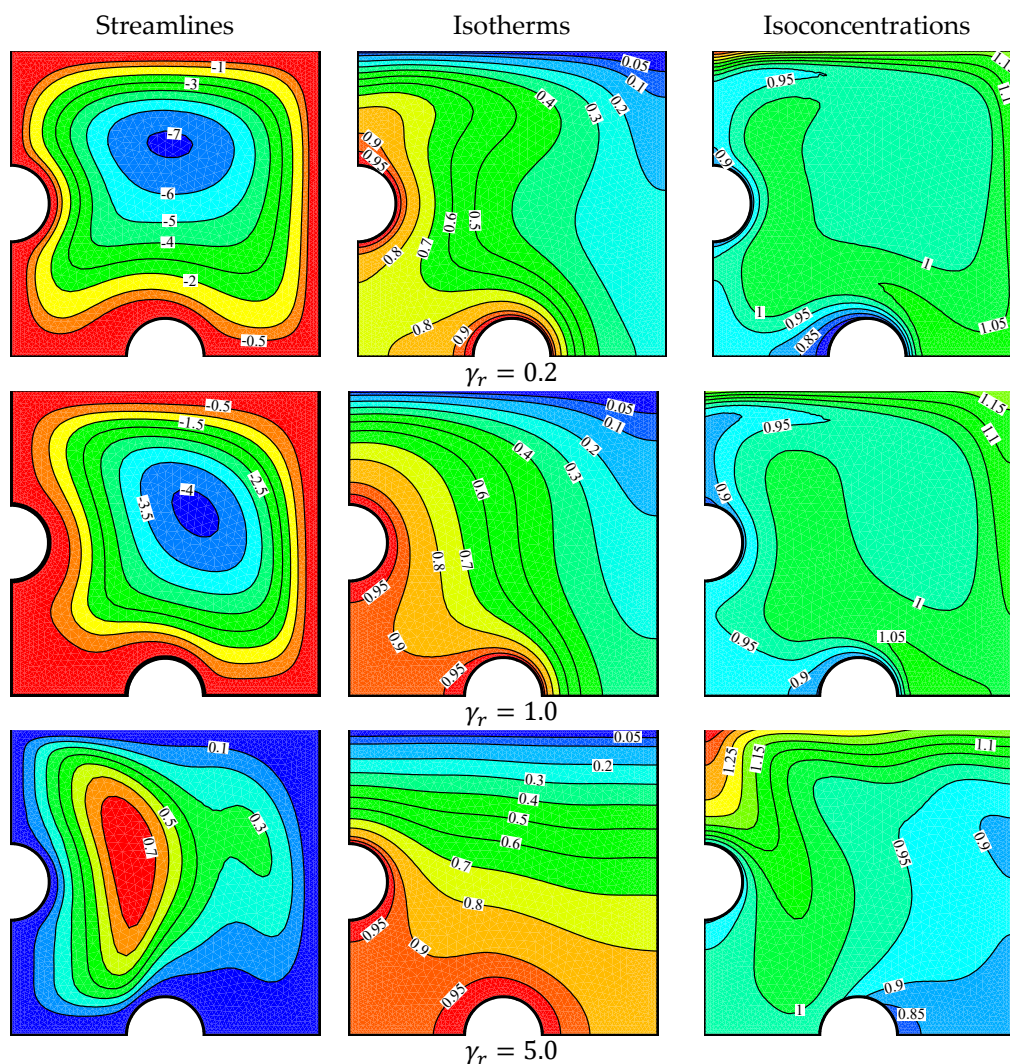 Streamlines Isotherms Isoconcentrations
-1 -3 -7 -6 -5 -4 -2 -0.5
0.05 0.1 0.2 0.3 0.4 0.9 0.95 0.6 0.5 0.7 0.8 0.8 0.9
1.1 1.1 0.95 0.9 1 1 0.95 0.85 1.05
γr = 0.2
-0.5 -1.5 -2.5 -4 -3.5
0.05 0.1 0.2 0.3 0.4 0.6 0.7 0.8 0.95 0.9 0.95
1.15 1.1 0.95 0.9 1 1.05 0.95 0.9
γr = 1.0
0.1 0.3 0.5 0.7
0.05 0.2 0.3 0.4 0.5 0.6 0.7 0.8 0.95 0.9 0.95
1.25 1.15 1.1 0.95 0.9 0.9 0.85 1
γr = 5.0